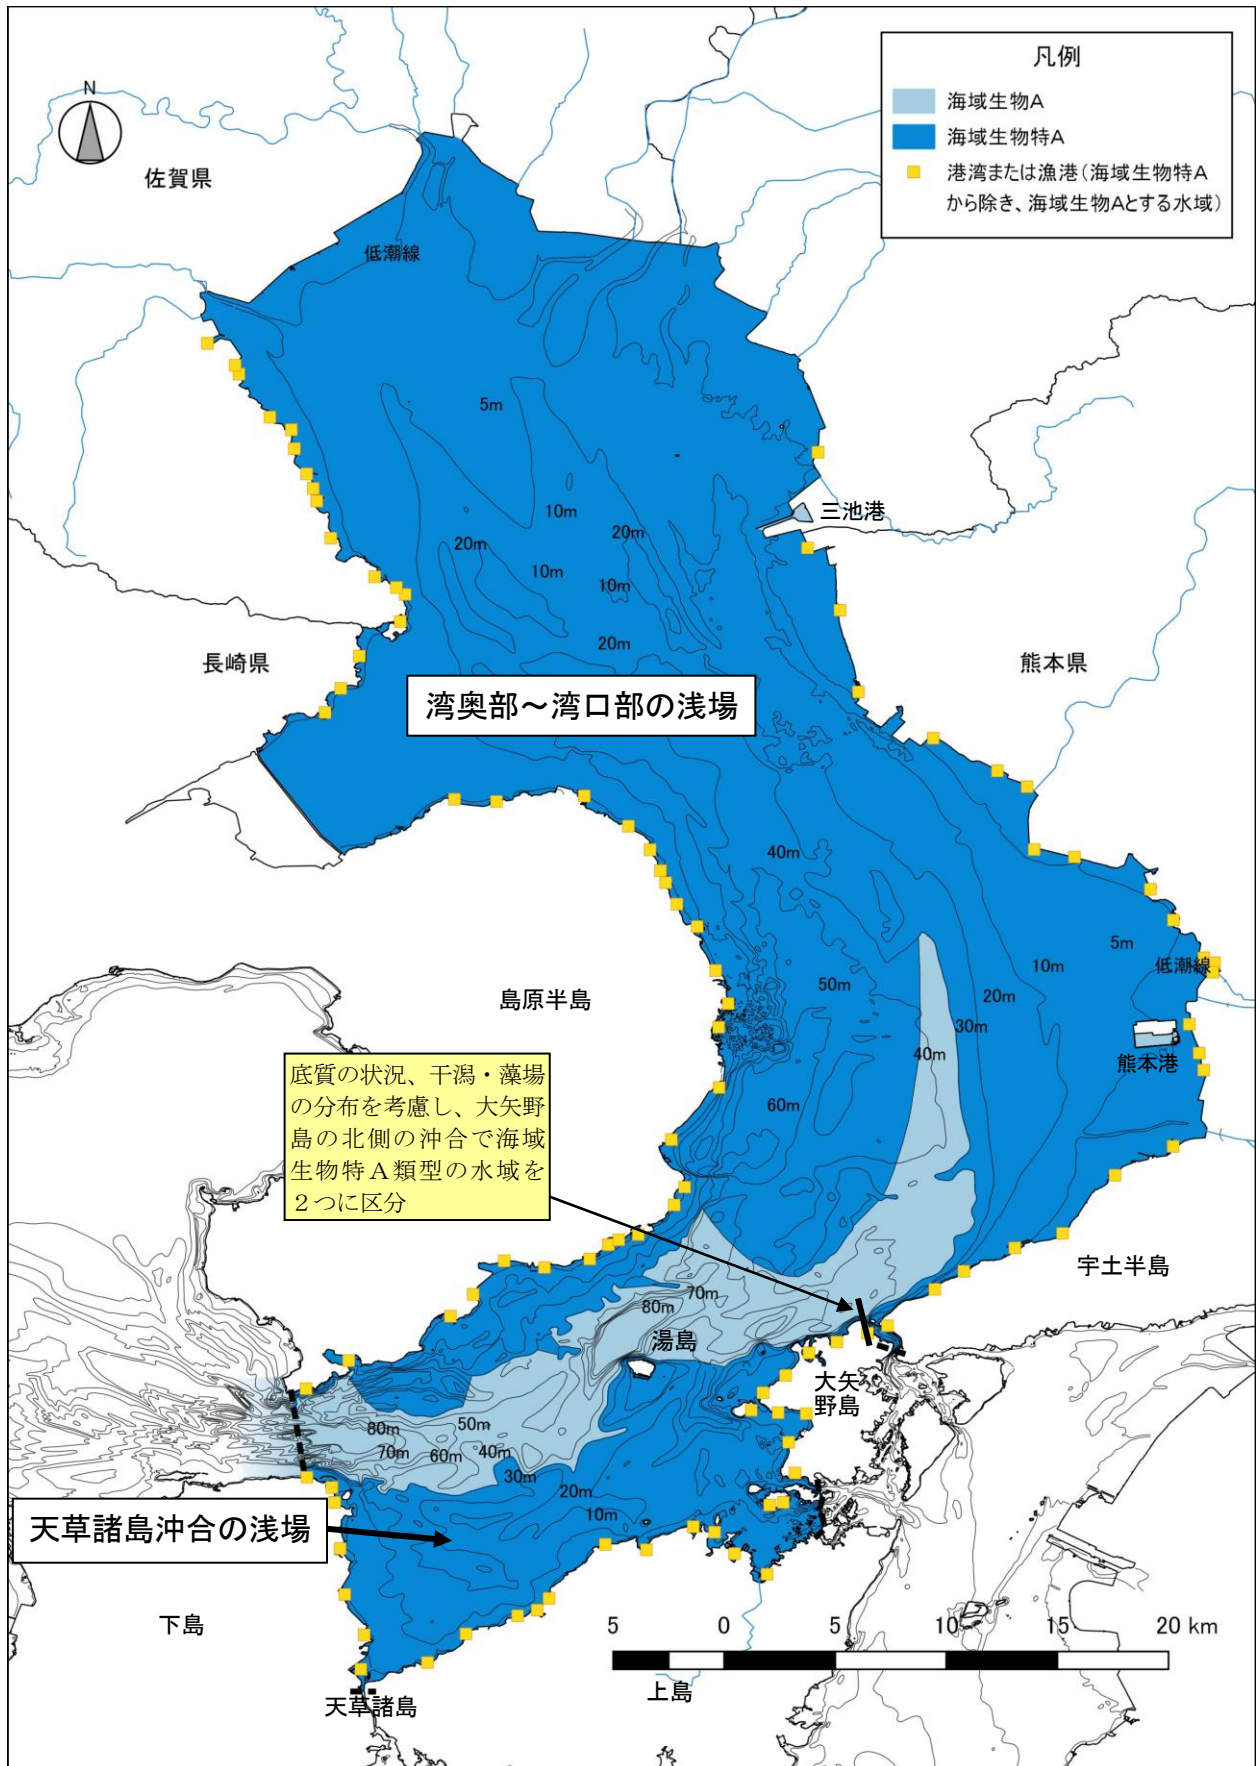 凡例
海域生物A
海域生物特A
港湾または漁港(海域生物特A
から除き、海域生物Aとする水域)
N
佐賀県
低潮線
5m
10m
三池港
20m
20m
10m
10m
20m
長崎県
熊本県
湾奥部～湾口部の浅場
40m
5m
低潮線
10m
50m
20m
島原半島
30m
40m
熊本港
底質の状況、干潟・藻場
の分布を考慮し、大矢野
島の北側の沖合で海域
生物特A類型の水域を
2つに区分
60m
宇土半島
70m
80m
湯島
大矢
野島
50m
80m
70m
60m
40m
30m
20m
10m
天草諸島沖合の浅場
下島
5 0 5 10 15 20 km
上島
天草諸島